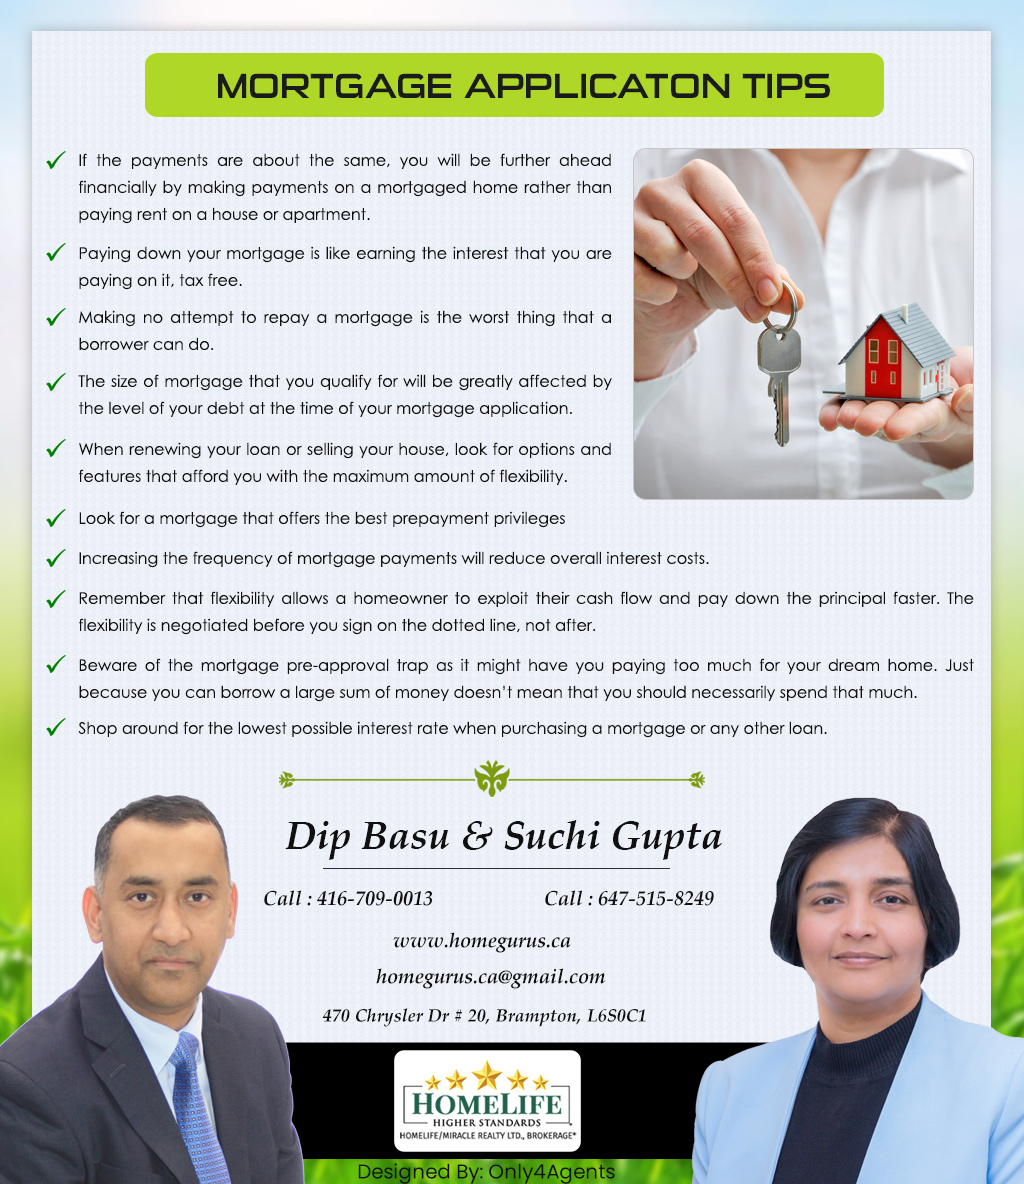 MORTGAGE APPLICATON TIPS
If the payments are about the same, you will be further ahead
financially by making payments on a mortgaged home rather than
paying rent on a house or apartment.
Paying down your mortgage is like earning the interest that you are
paying on it, tax free.
Making no attempt to repay a mortgage is the worst thing that a
borrower can do.
The size of mortgage that you qualify for will be greatly affected by
the level of your debt at the time of your mortgage application.
When renewing your loan or selling your house, look for options and
features that afford you with the maximum amount of flexibility.
Look for a mortgage that offers the best prepayment privileges
Increasing the frequency of mortgage payments will reduce overall interest costs.
Remember that flexibility allows a homeowner to exploit their cash flow and pay down the principal faster. The
flexibility is negotiated before you sign on the dotted line, not after.
Beware of the mortgage pre-approval trap as it might have you paying too much for your dream home. Just
because you can borrow a large sum of money doesn't mean that you should necessarily spend that much.
Shop around for the lowest possible interest rate when purchasing a mortgage or any other loan.
Dip Basu & Suchi Gupta
Call : 416-709-0013 Call : 647-515-8249
www.homegurus.ca
homegurus.ca@gmail.com
470 Chrysler Dr # 20, Brampton, L6S0C1
HOMELIFE
HIGHER STANDARDS
HOMELIFE/MIRACLE REALTY LTD., BROKERAGE*
Designed By: Only4Agents